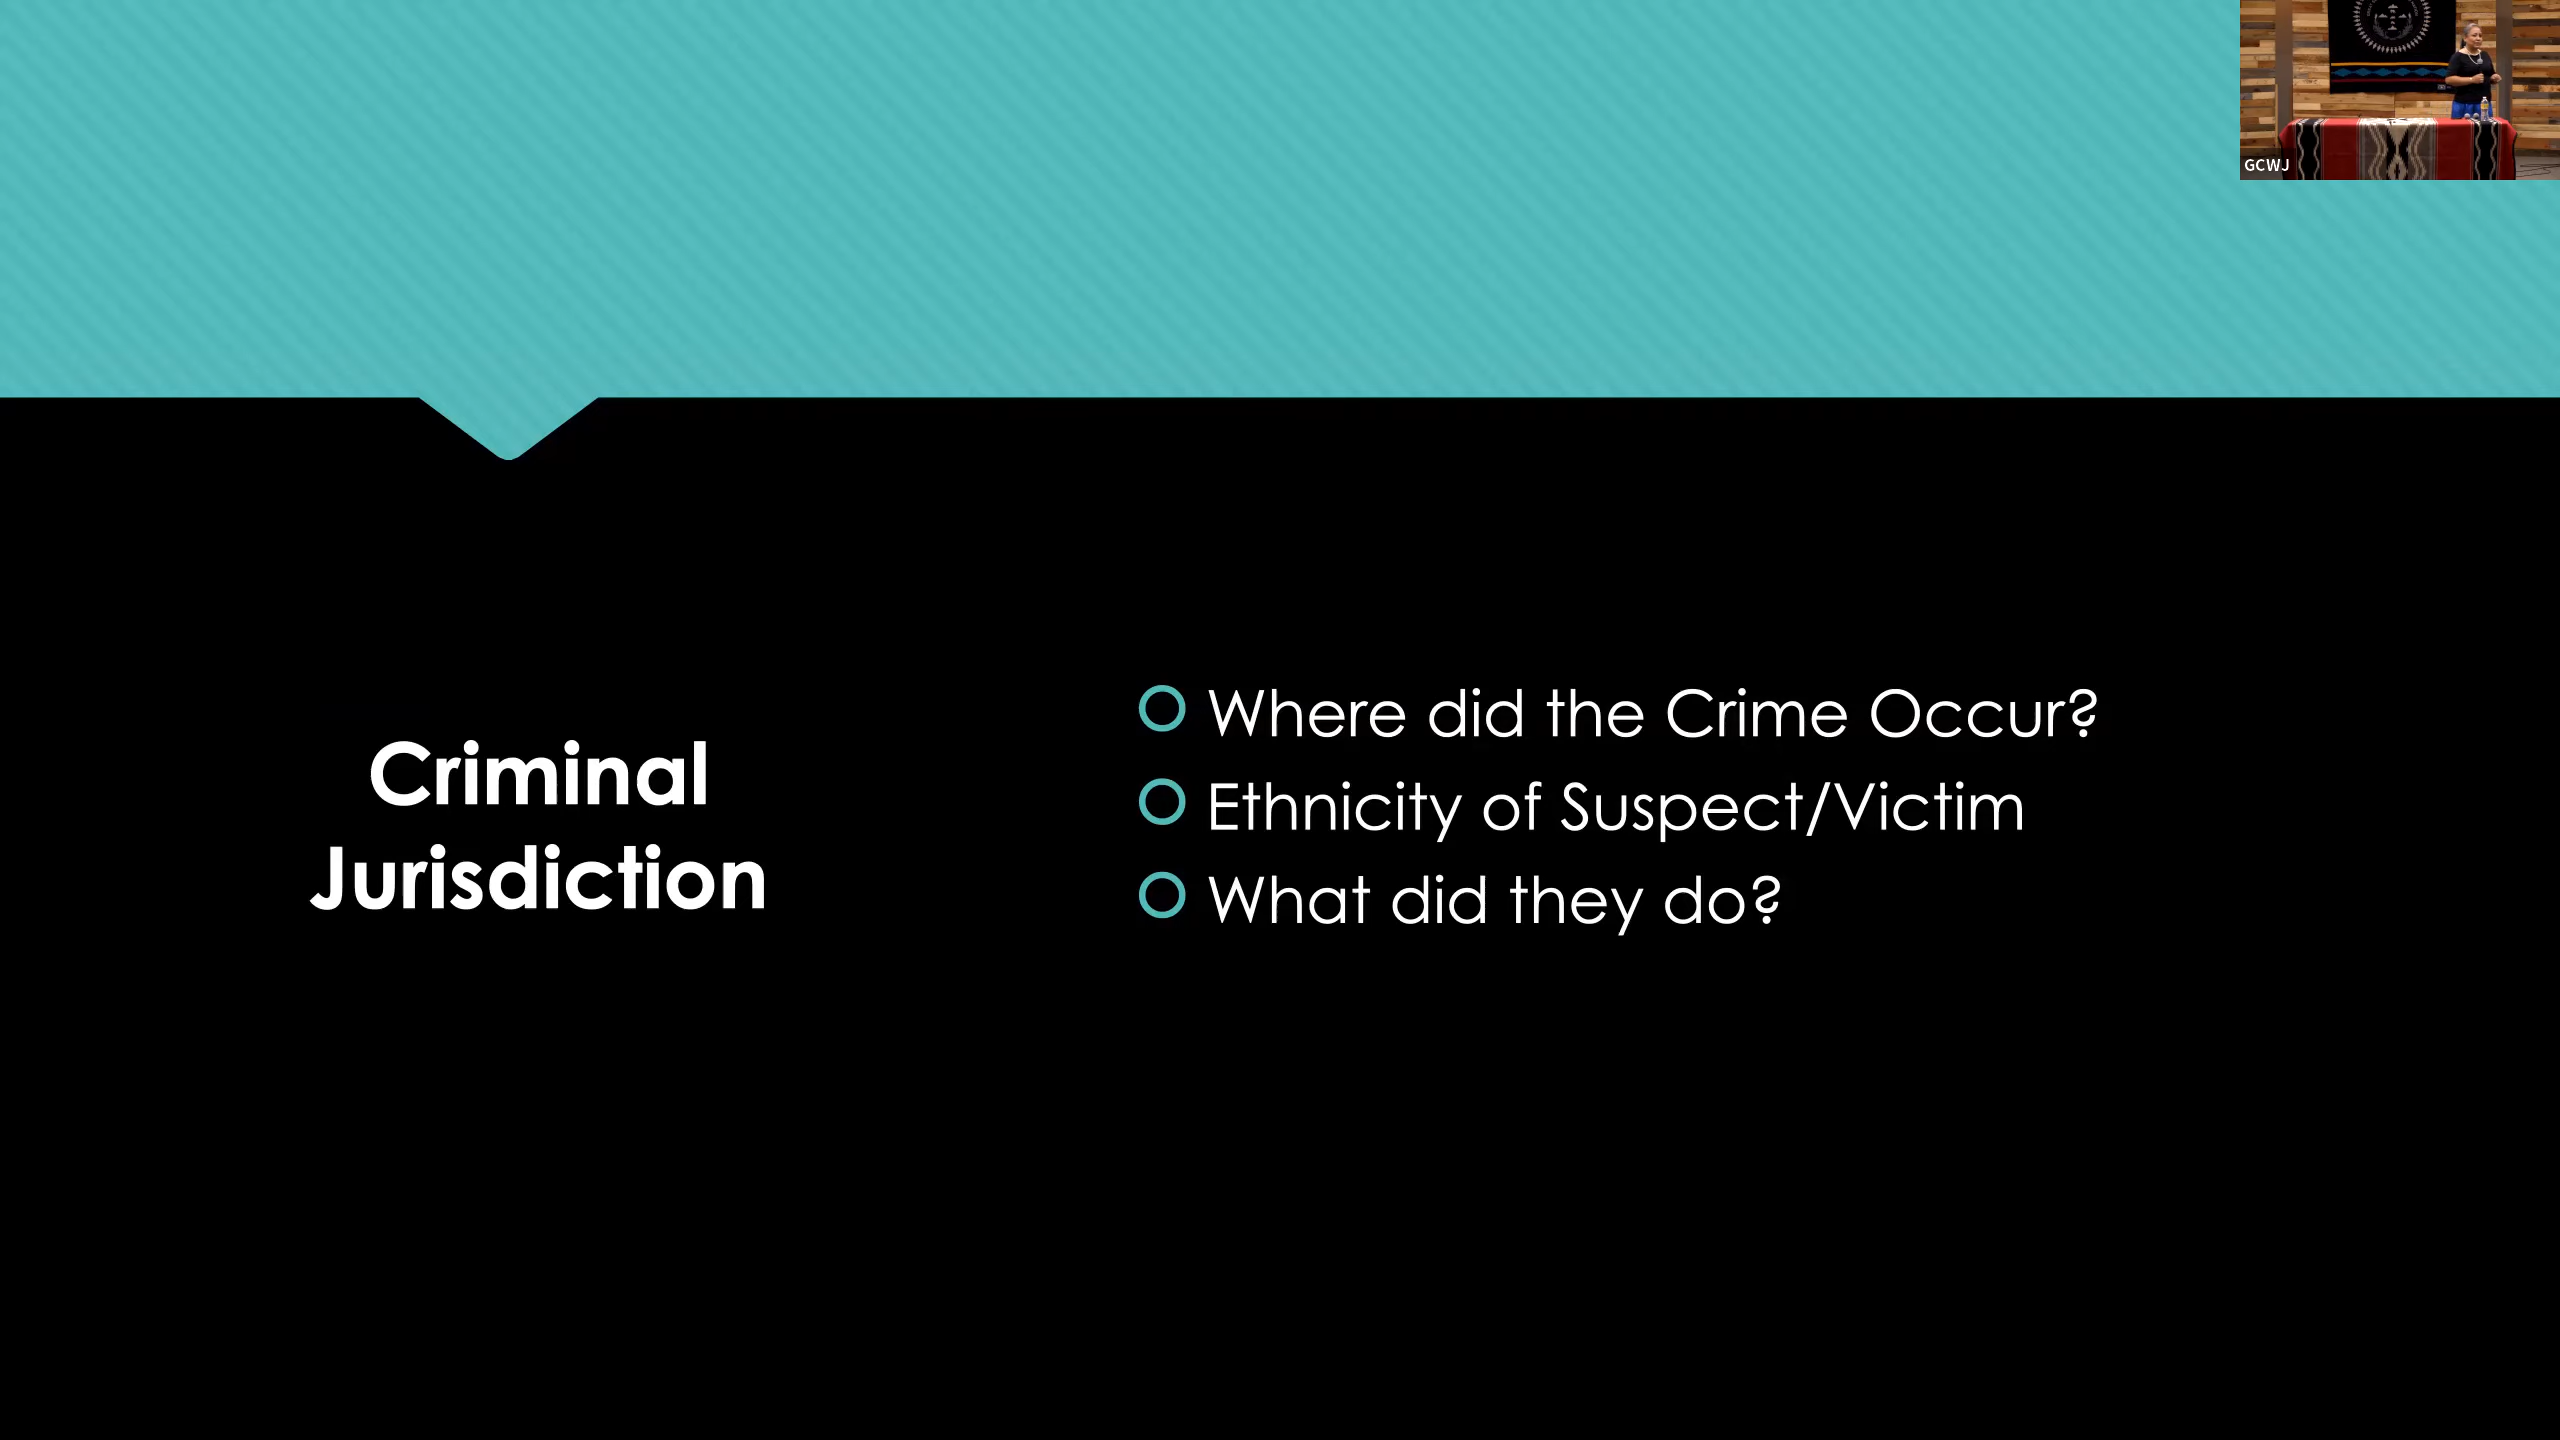 GCWJ
Criminal
Jurisdiction
Where did the Crime Occur?
Ethnicity of Suspect/Victim
What did they do?